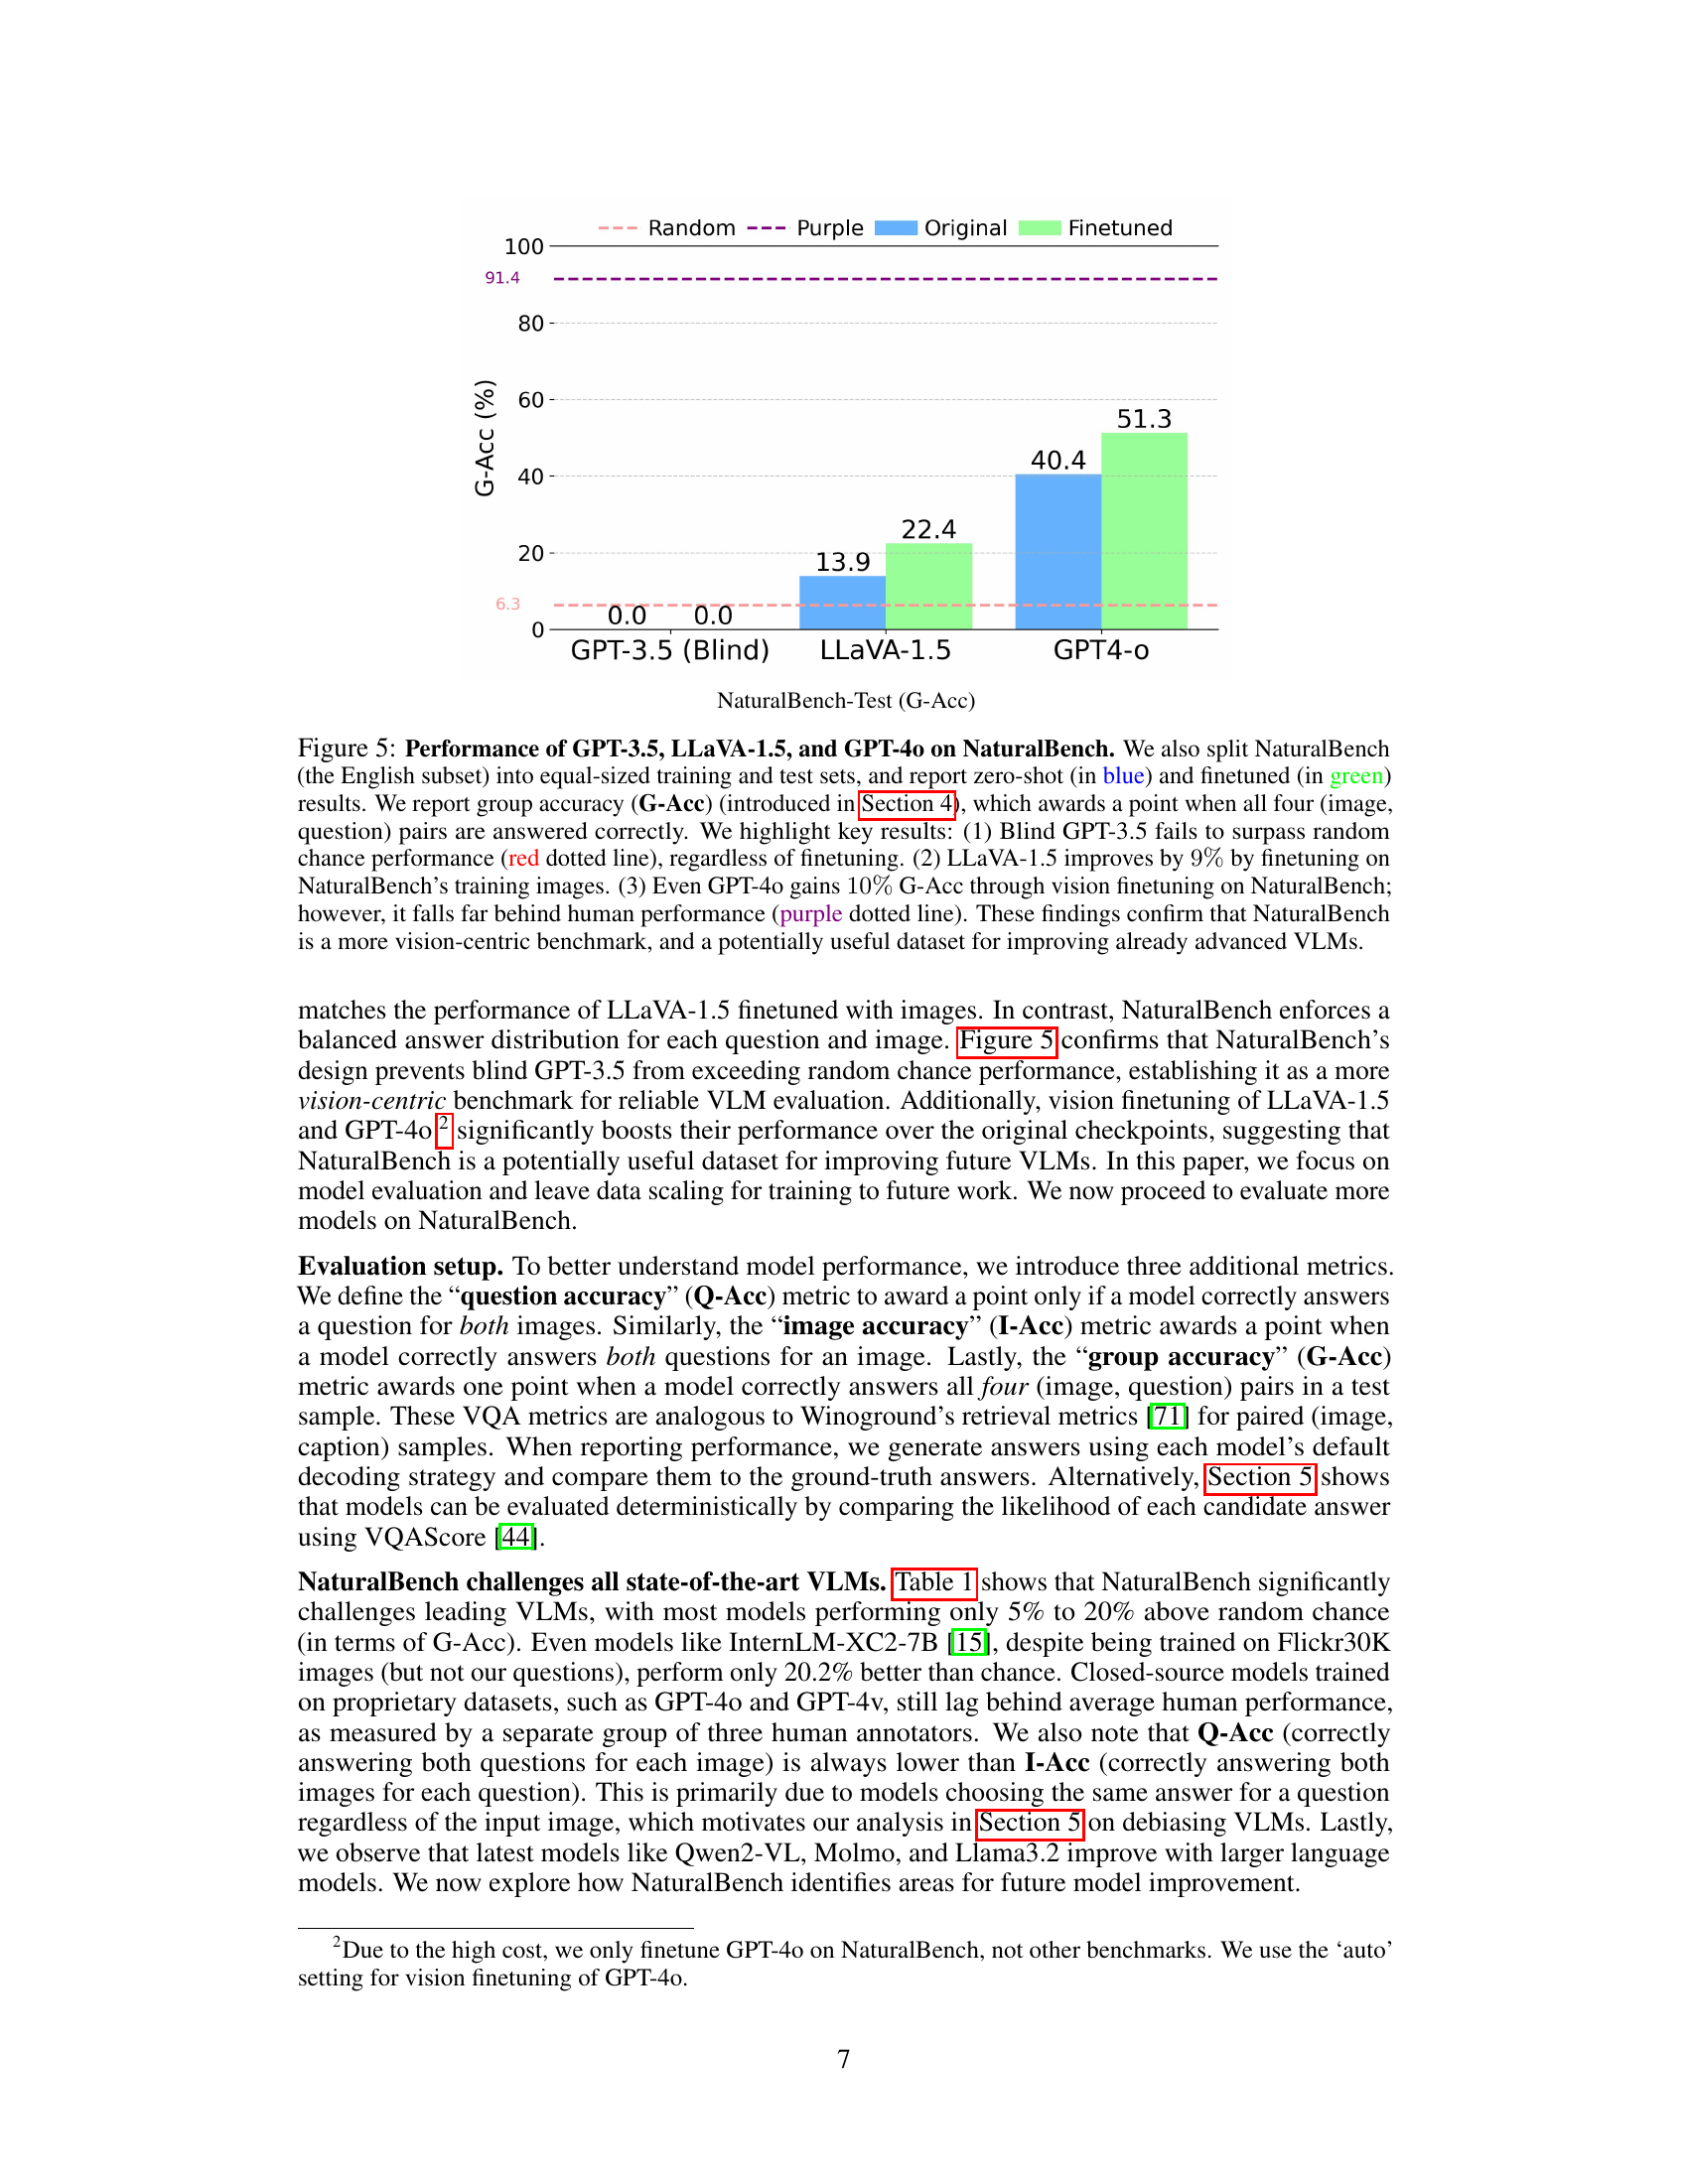 Random Purple Original Finetuned
100
91.4
80
60
40
20
6.3
0
G-Acc (%)
0.0 0.0
13.9
22.4
40.4
51.3
GPT-3.5 (Blind) LLaVA-1.5 GPT4-o
NaturalBench-Test (G-Acc)
Figure 5: Performance of GPT-3.5, LLaVA-1.5, and GPT-4o on NaturalBench. We also split NaturalBench
(the English subset) into equal-sized training and test sets, and report zero-shot (in blue) and finetuned (in green)
results. We report group accuracy (G-Acc) (introduced in Section 4), which awards a point when all four (image,
question) pairs are answered correctly. We highlight key results: (1) Blind GPT-3.5 fails to surpass random
chance performance (red dotted line), regardless of finetuning. (2) LLaVA-1.5 improves by 9% by finetuning on
NaturalBench's training images. (3) Even GPT-4o gains 10% G-Acc through vision finetuning on NaturalBench;
however, it falls far behind human performance (purple dotted line). These findings confirm that NaturalBench
is a more vision-centric benchmark, and a potentially useful dataset for improving already advanced VLMs.
matches the performance of LLaVA-1.5 finetuned with images. In contrast, NaturalBench enforces a
balanced answer distribution for each question and image. Figure 5 confirms that NaturalBench's
design prevents blind GPT-3.5 from exceeding random chance performance, establishing it as a more
vision-centric benchmark for reliable VLM evaluation. Additionally, vision finetuning of LLaVA-1.5
and GPT-4o 2 significantly boosts their performance over the original checkpoints, suggesting that
NaturalBench is a potentially useful dataset for improving future VLMs. In this paper, we focus on
model evaluation and leave data scaling for training to future work. We now proceed to evaluate more
models on NaturalBench.
Evaluation setup. To better understand model performance, we introduce three additional metrics.
We define the “question accuracy” (Q-Acc) metric to award a point only if a model correctly answers
a question for both images. Similarly, the “image accuracy” (I-Acc) metric awards a point when
a model correctly answers both questions for an image. Lastly, the “group accuracy” (G-Acc)
metric awards one point when a model correctly answers all four (image, question) pairs in a test
sample. These VQA metrics are analogous to Winoground's retrieval metrics [71] for paired (image,
caption) samples. When reporting performance, we generate answers using each model's default
decoding strategy and compare them to the ground-truth answers. Alternatively, Section 5 shows
that models can be evaluated deterministically by comparing the likelihood of each candidate answer
using VQAScore [44].
NaturalBench challenges all state-of-the-art VLMs. Table 1 shows that NaturalBench significantly
challenges leading VLMs, with most models performing only 5% to 20% above random chance
(in terms of G-Acc). Even models like InternLM-XC2-7B [15], despite being trained on Flickr30K
images (but not our questions), perform only 20.2% better than chance. Closed-source models trained
on proprietary datasets, such as GPT-4o and GPT-4v, still lag behind average human performance,
as measured by a separate group of three human annotators. We also note that Q-Acc (correctly
answering both questions for each image) is always lower than I-Acc (correctly answering both
images for each question). This is primarily due to models choosing the same answer for a question
regardless of the input image, which motivates our analysis in Section 5 on debiasing VLMs. Lastly,
we observe that latest models like Qwen2-VL, Molmo, and Llama3.2 improve with larger language
models. We now explore how NaturalBench identifies areas for future model improvement.
2Due to the high cost, we only finetune GPT-4o on NaturalBench, not other benchmarks. We use the ‘auto’
setting for vision finetuning of GPT-4o.
7